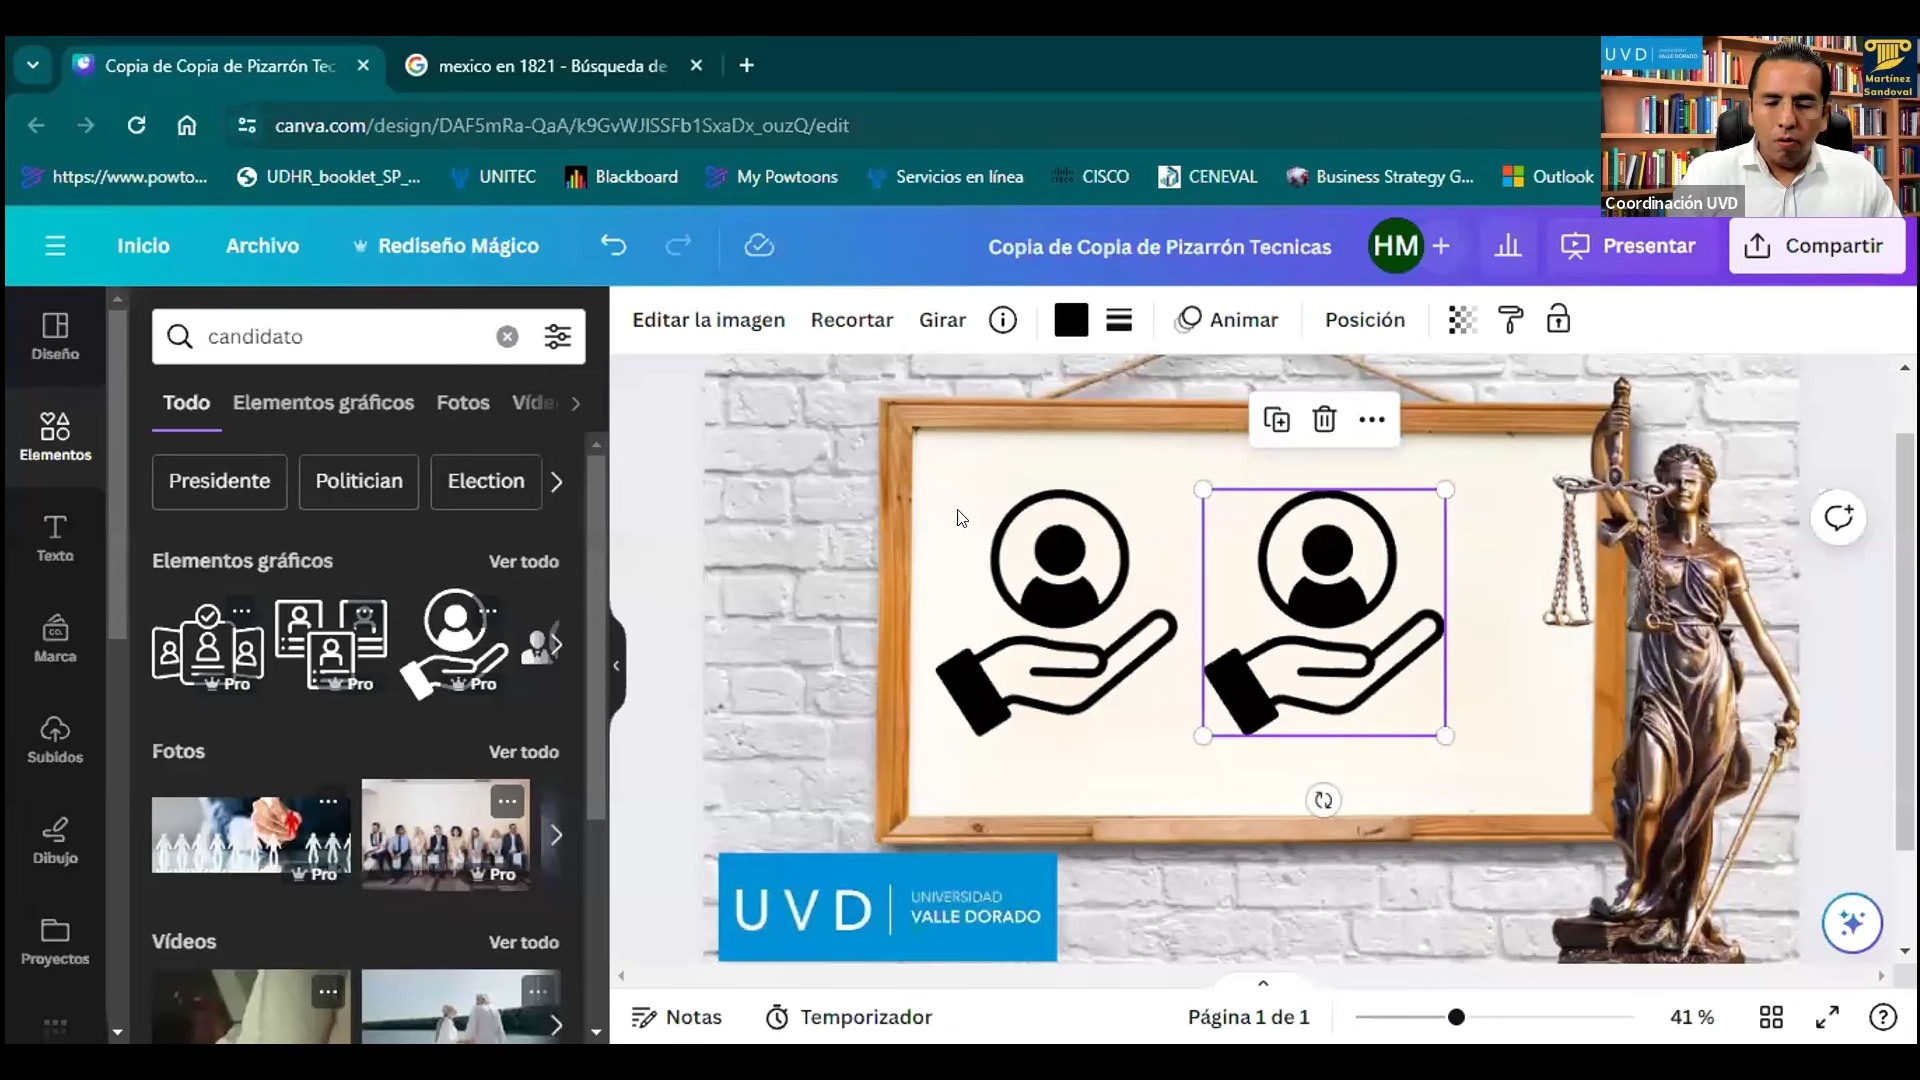 Copia de Copia de Pizarrón Tec
mexico en 1821 - Búsqueda de
canva.com/design/DAF5mRa-QaA/k9GvWJISSFb1SxaDx_ouzQ/edit
https://www.powto...
UDHR_booklet_SP_...
UNITEC
Blackboard
My Powtoons
Servicios en línea
CISCO
CENEVAL
Business Strategy G...
Outlook
UVD
Martínez
Sandoval
Coordinación UVD
Inicio
Archivo
Rediseño Mágico
Copia de Copia de Pizarrón Tecnicas
HM
Presentar
Compartir
Diseño
Elementos
Texto
CO.
Marca
Subidos
Dibujo
Proyectos
candidato
Todo
Elementos gráficos
Fotos
Víde
Presidente
Politician
Election
Elementos gráficos
Ver todo
Pro
Pro
Pro
Fotos
Ver todo
Pro
Pro
Vídeos
Ver todo
Editar la imagen
Recortar
Girar
Animar
Posición
UVD
UNIVERSIDAD
VALLE DORADO
Notas
Temporizador
Página 1 de 1
41 %